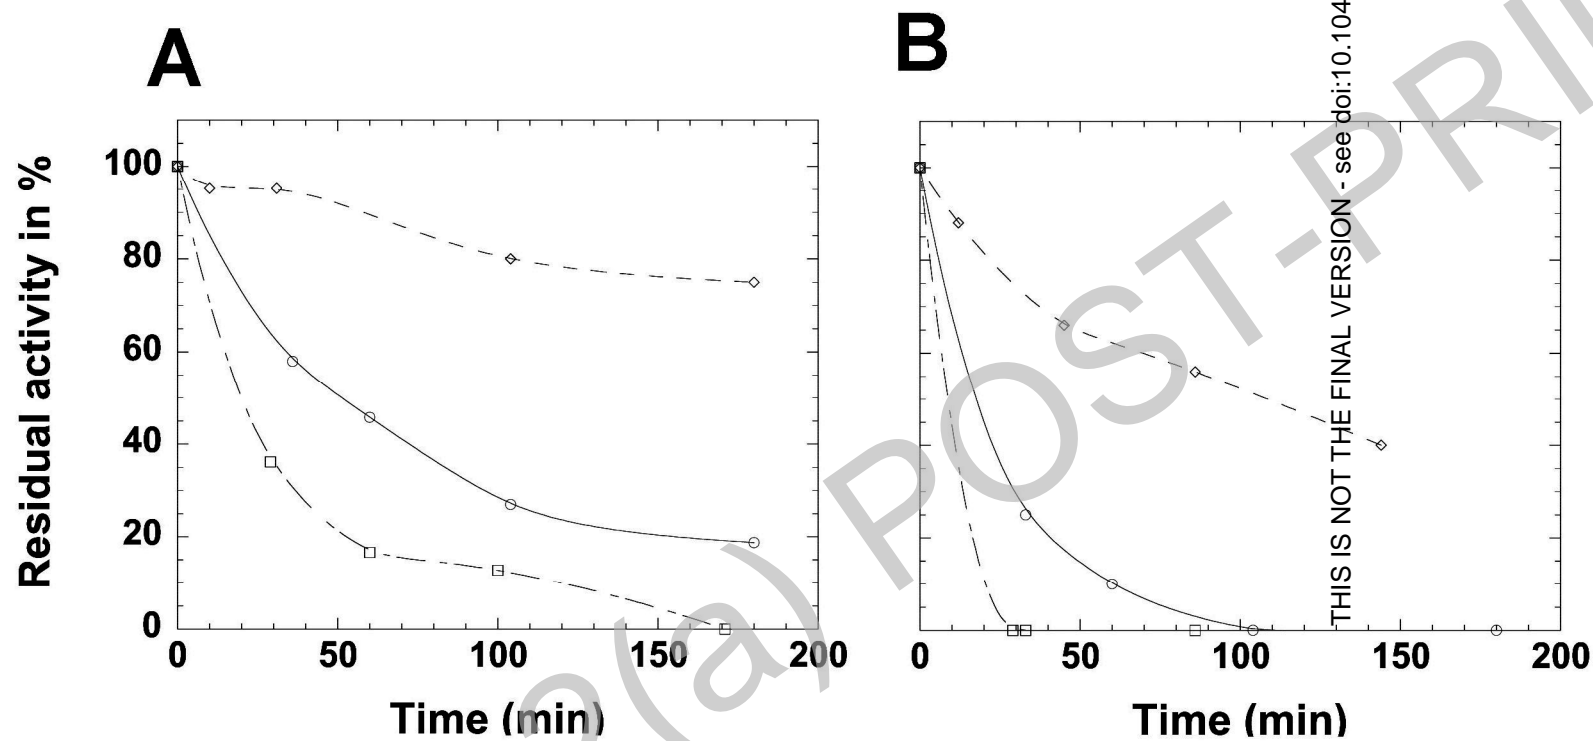 A
B
Residual activity in %
100
80
60
40
20
0
0 50 100 150 200
Time (min)
0 50 100 150 200
Time (min)
THIS IS NOT THE FINAL VERSION - see doi:10.104
2(a) POST-PRI